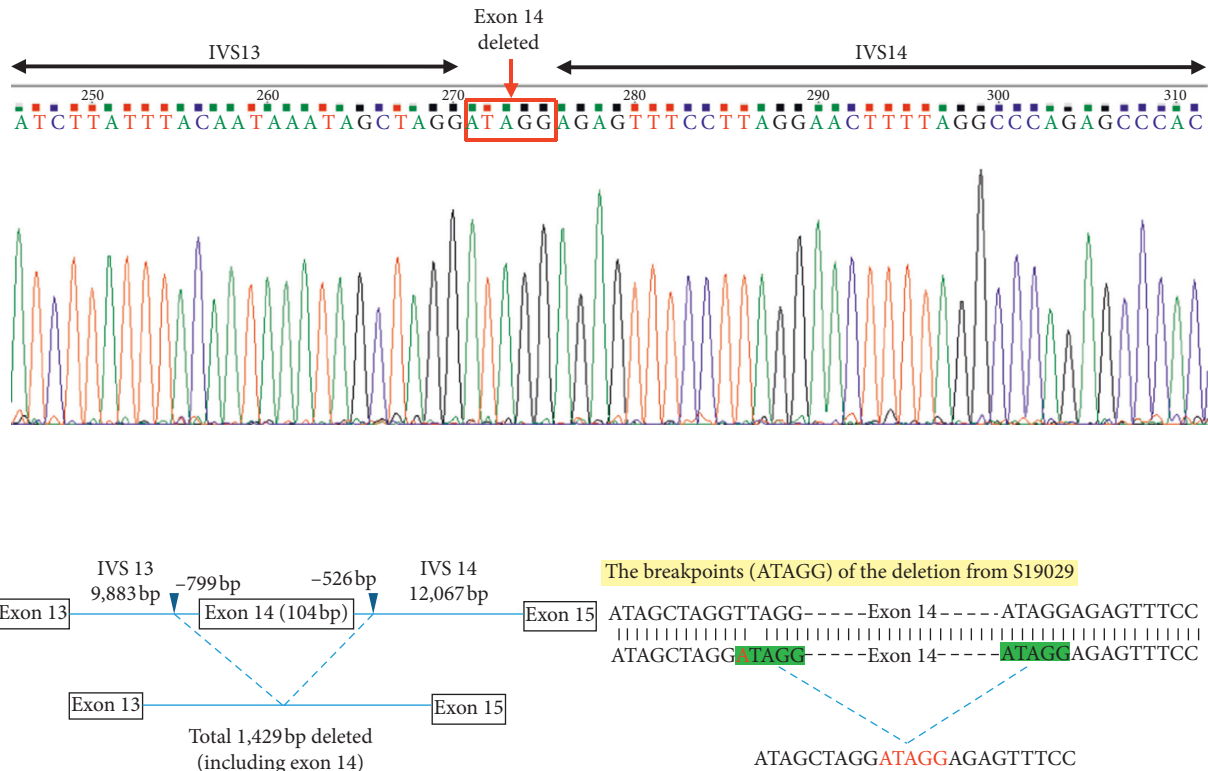 Exon 14
deleted
IVS13
IVS14
250 260 270 280 290 300 310
ATCTTATTTACAATAAATAGCTAGGATAGGAGAGTTTCCTTAGGAACTTTTAGGCCCAGAGCCCAC
IVS 13
9,883 bp
–799 bp
–526 bp
IVS 14
12,067 bp
Exon 13
Exon 14 (104 bp)
Exon 15
Exon 13
Exon 15
Total 1,429 bp deleted
(including exon 14)
The breakpoints (ATAGG) of the deletion from S19029
ATAGCTAGGTTAGG-----Exon 14-----ATAGGAGAGTTTCC
ATAGCTAGGATAGG-----Exon 14-----ATAGGAGAGTTTCC
ATAGCTAGGATAGGAGAGTTTCC